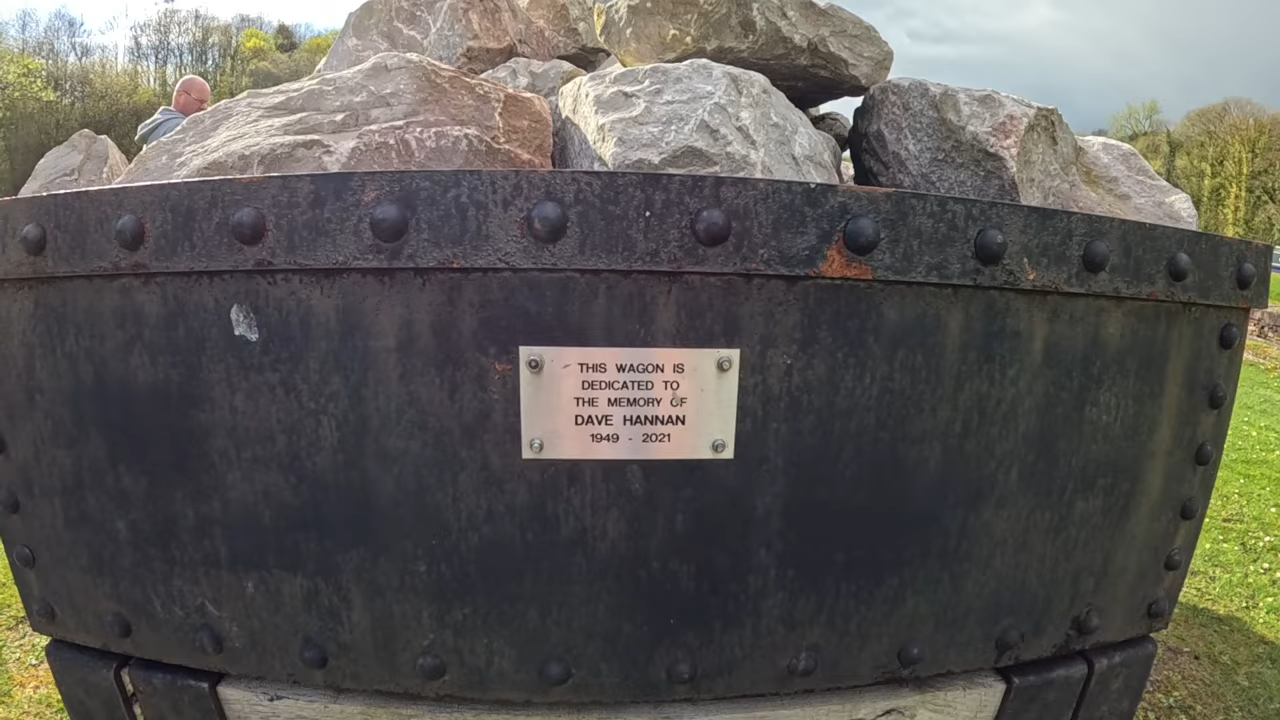 THIS WAGON IS
DEDICATED TO
THE MEMORY OF
DAVE HANNAN
1949 - 2021